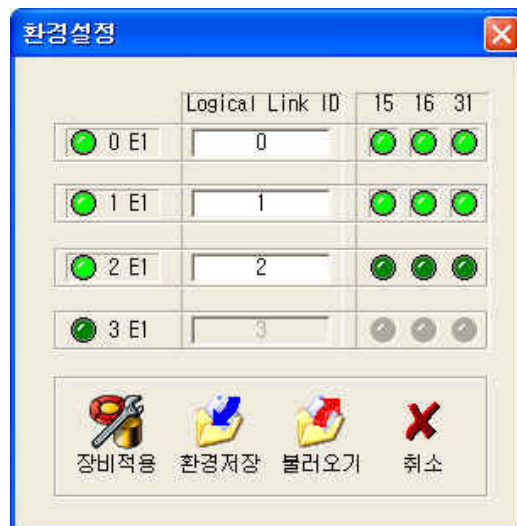 환경설정
Logical Link ID 15 16 31
0 E1 0
1 E1 1
2 E1 2
3 E1 3
장비적용 환경저장 불러오기 취소